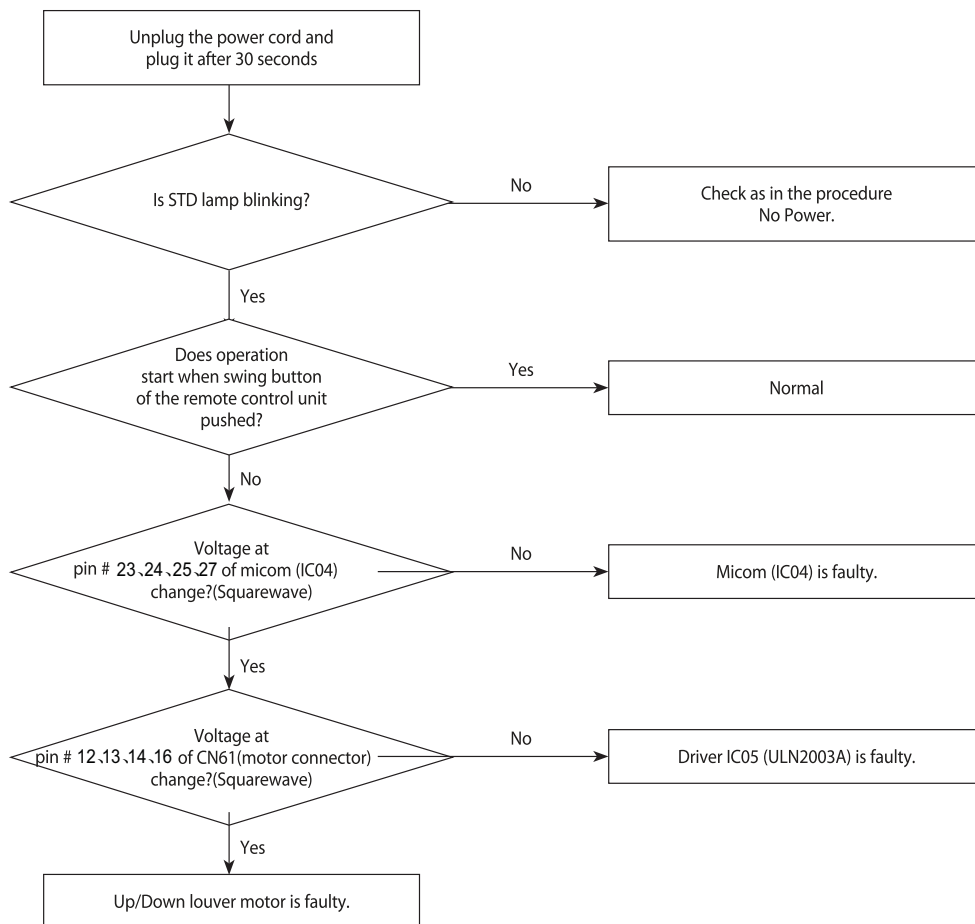 Unplug the power cord and
plug it after 30 seconds
Is STD lamp blinking?
No
Check as in the procedure
No Power.
Yes
Does operation
start when swing button
of the remote control unit
pushed?
Yes
Normal
No
Voltage at
pin # 23、24、25、27 of micom (IC04)
change?(Squarewave)
No
Micom (IC04) is faulty.
Yes
Voltage at
pin # 12、13、14、16 of CN61(motor connector)
change?(Squarewave)
No
Driver IC05 (ULN2003A) is faulty.
Yes
Up/Down louver motor is faulty.